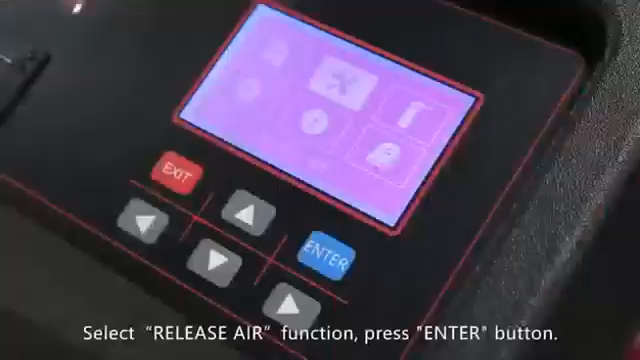 EXIT
ENTER
Select “RELEASE AIR” function, press "ENTER" button.